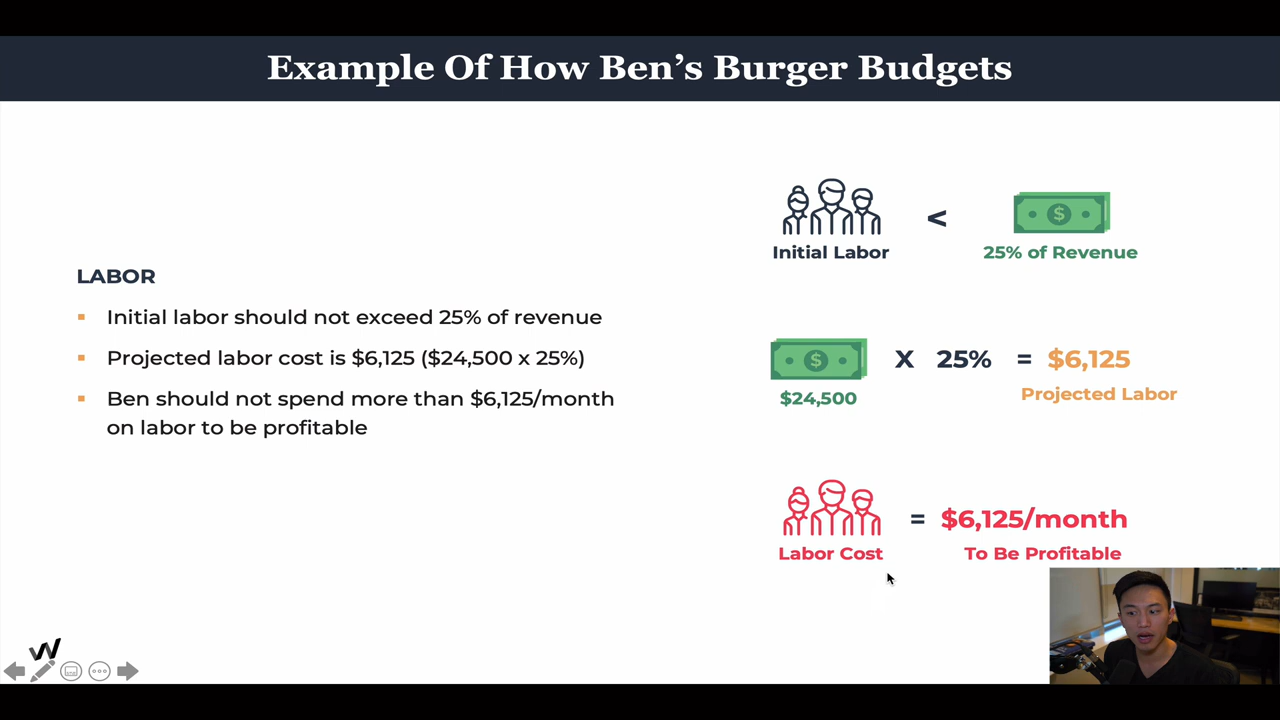 Example Of How Ben's Burger Budgets
LABOR
▪ Initial labor should not exceed 25% of revenue
▪ Projected labor cost is $6,125 ($24,500 x 25%)
▪ Ben should not spend more than $6,125/month
on labor to be profitable
<
Initial Labor
25% of Revenue
X 25% = $6,125
$24,500
Projected Labor
= $6,125/month
Labor Cost
To Be Profitable
W